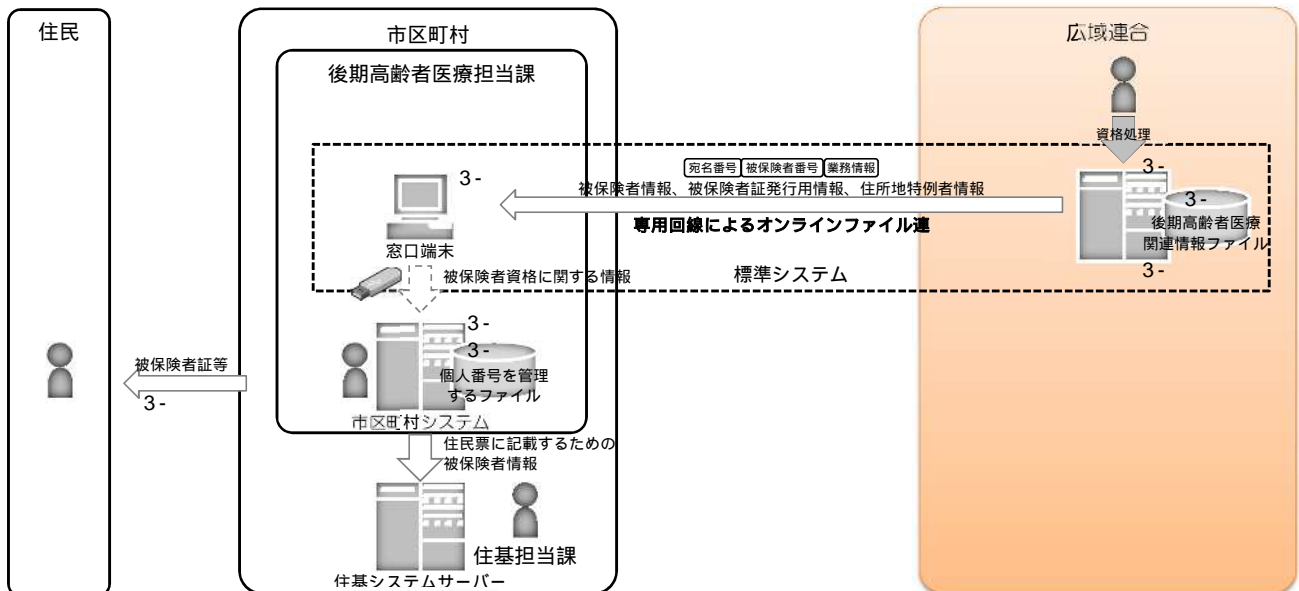 住民
市区町村
後期高齢者医療担当課
広域連合
資格処理
宛名番号 被保険者番号 業務情報
被保険者情報、被保険者証発行用情報、住所地特例者情報
専用回線によるオンラインファイル連
3-
窓口端末
3-
3-
後期高齢者医療
関連情報ファイル
3-
標準システム
被保険者資格に関する情報
3-
3-
個人番号を管理
するファイル
市区町村システム
被保険者証等
3-
住民票に記載するための
被保険者情報
住基担当課
住基システムサーバー